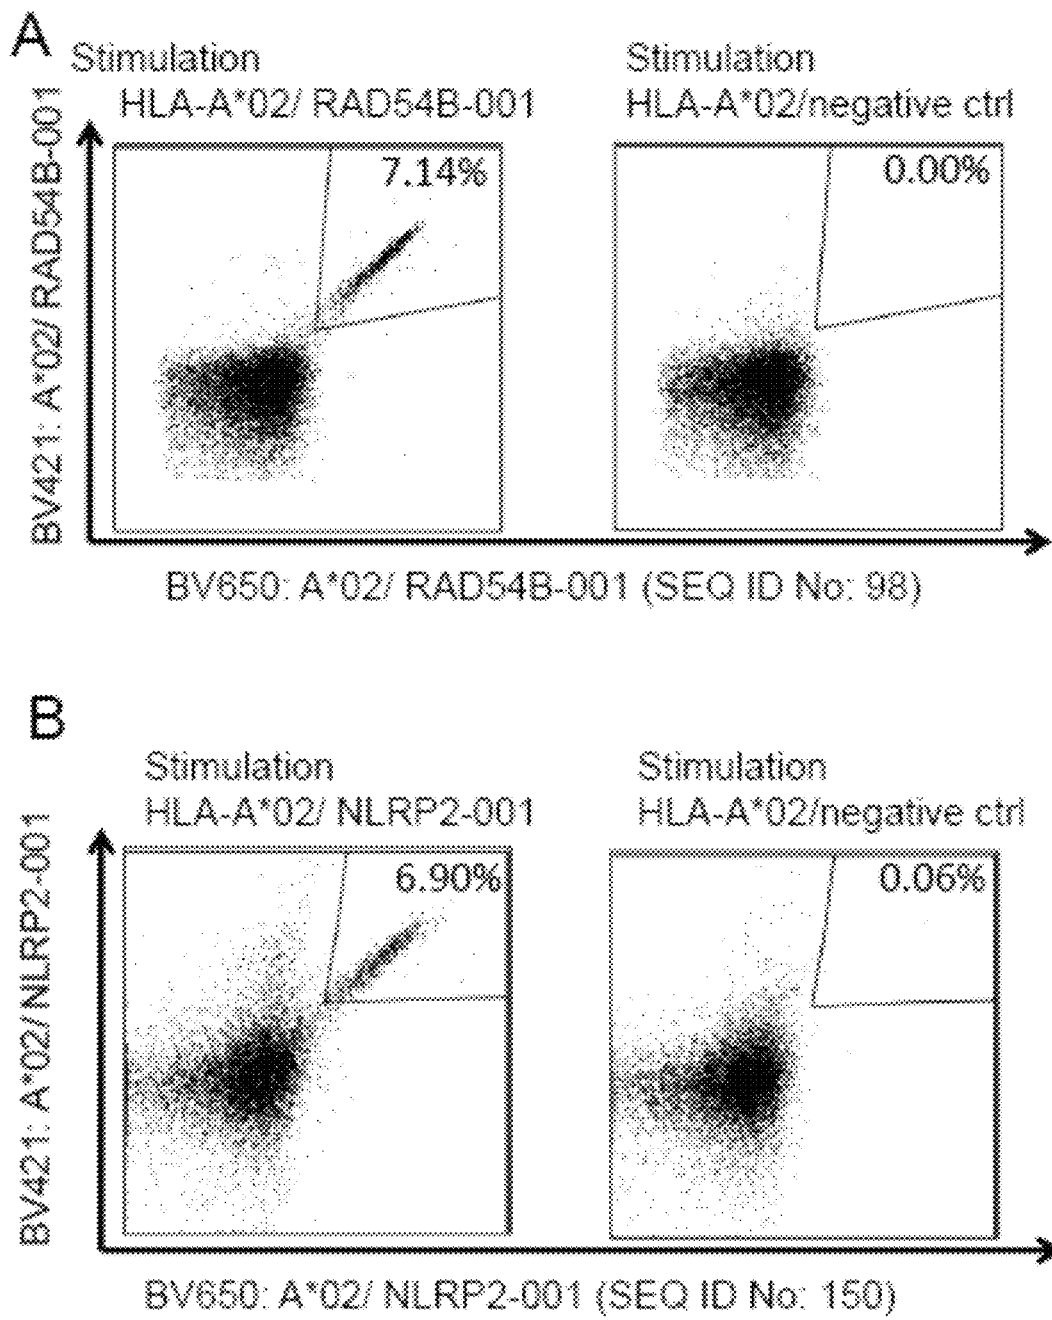 A
Stimulation
HLA-A*02/ RAD54B-001
Stimulation
HLA-A*02/negative ctrl
7.14%
0.00%
BV421: A*02/ RAD54B-001
BV650: A*02/ RAD54B-001 (SEQ ID No: 98)
B
Stimulation
HLA-A*02/ NLRP2-001
Stimulation
HLA-A*02/negative ctrl
6.90%
0.06%
BV421: A*02/ NLRP2-001
BV650: A*02/ NLRP2-001 (SEQ ID No: 150)